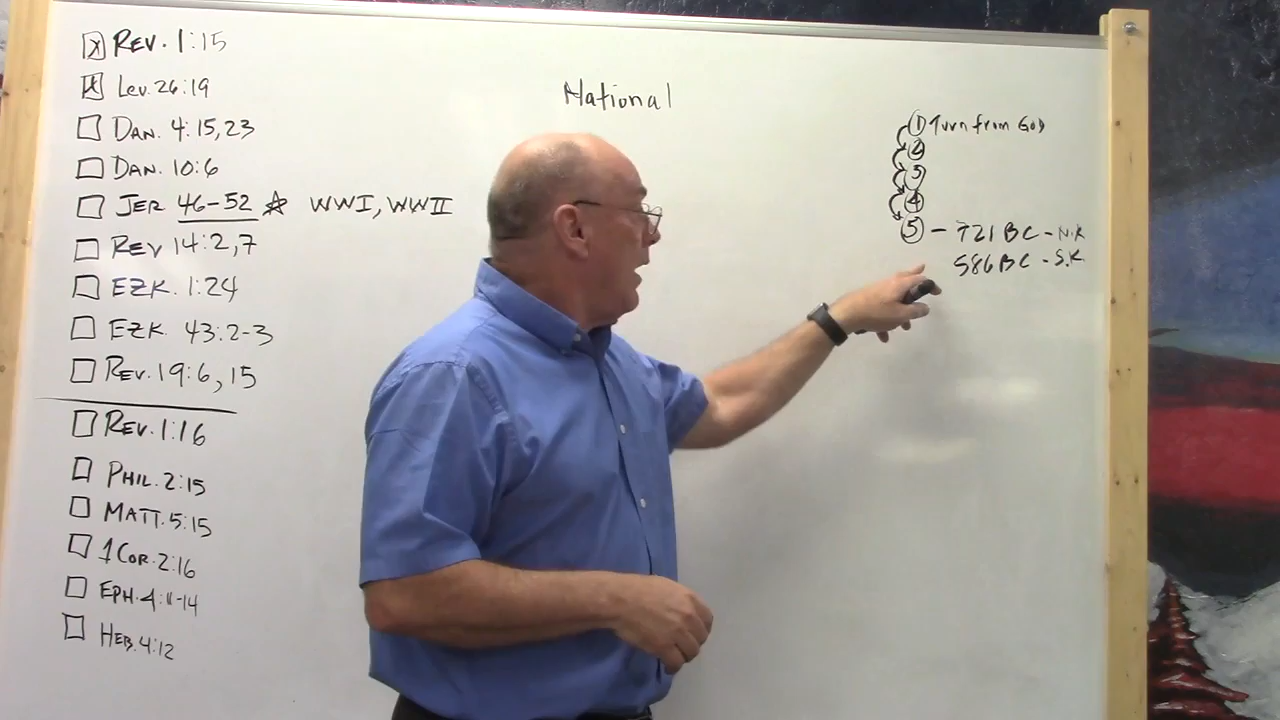 Rev. 1:15
Lev. 26:19
Dan. 4:15,23
Dan. 10:6
Jer 46-52 ☆ WWI, WWII
Rev 14:2,7
Ezk. 1:24
Ezk. 43:2-3
Rev. 19:6,15
Rev. 1:16
Phil. 2:15
Matt. 5:15
1 Cor. 2:16
Eph. 4:11-14
Heb. 4:12
National
1 Turn from God
2
3
4
5 - 721 BC - N.K
586 BC - S.K.